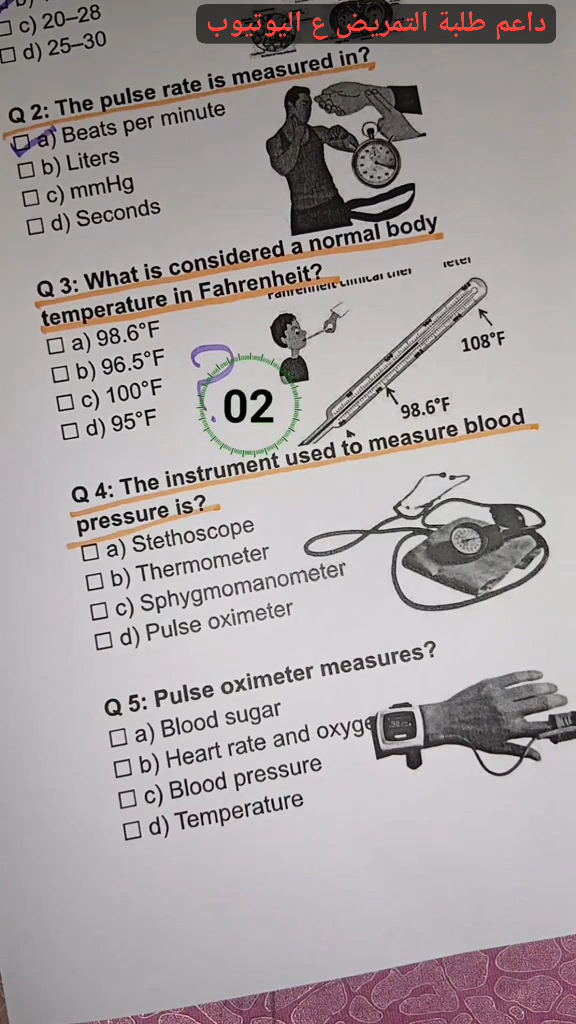 داعم طلبة التمريض ع اليوتيوب
c) 20–28
d) 25–30
Q 2: The pulse rate is measured in?
a) Beats per minute
b) Liters
c) mmHg
d) Seconds
Q 3: What is considered a normal body
temperature in Fahrenheit?
a) 98.6°F
b) 96.5°F
c) 100°F
d) 95°F
108°F
98.6°F
02
Q 4: The instrument used to measure blood
pressure is?
a) Stethoscope
b) Thermometer
c) Sphygmomanometer
d) Pulse oximeter
Q 5: Pulse oximeter measures?
a) Blood sugar
b) Heart rate and oxyge
c) Blood pressure
d) Temperature